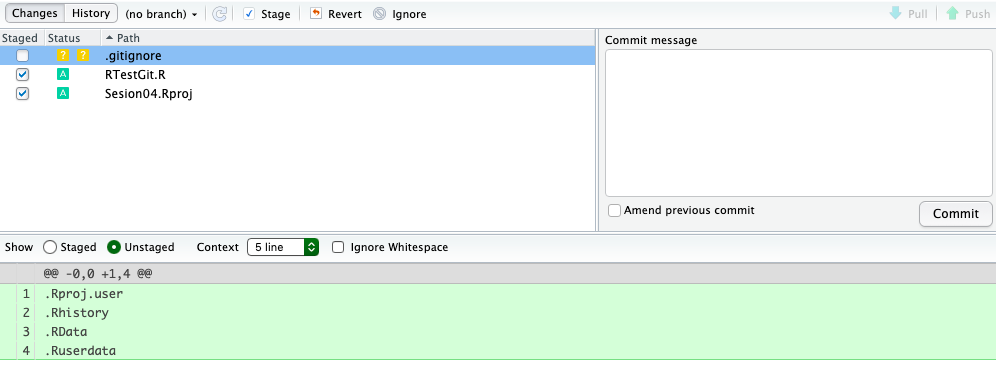 Changes History (no branch) Stage Revert Ignore Pull Push
Staged Status Path
? ? .gitignore
A RTestGit.R
A Sesion04.Rproj
Commit message
Amend previous commit Commit
Show Staged Unstaged Context 5 line Ignore Whitespace
@@ -0,0 +1,4 @@
1 .Rproj.user
2 .Rhistory
3 .RData
4 .Ruserdata